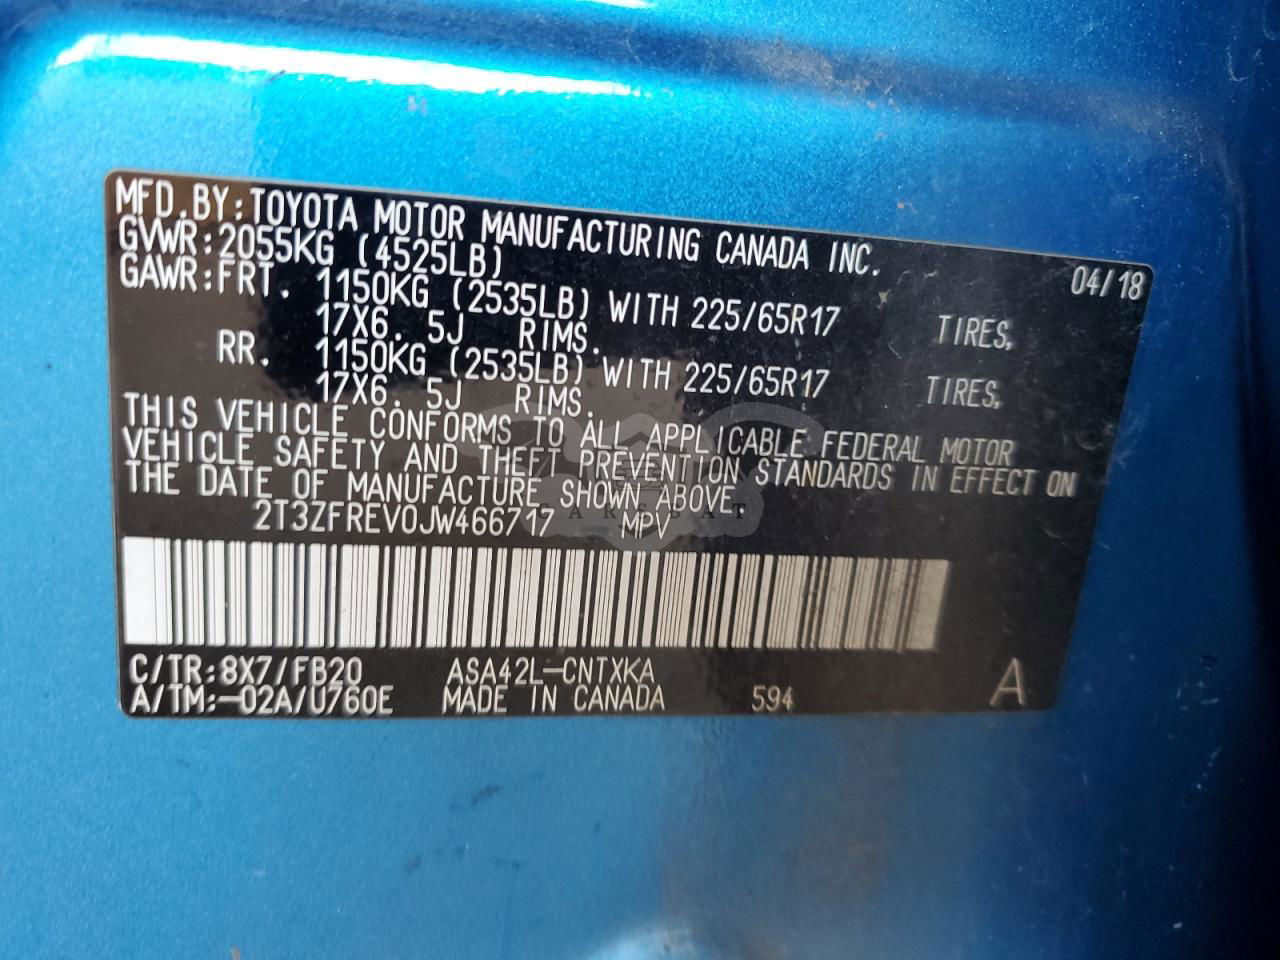 MFD.BY:TOYOTA MOTOR MANUFACTURING CANADA INC.
GVWR:2055KG (4525LB) 04/18
GAWR:FRT. 1150KG (2535LB) WITH 225/65R17 TIRES,
17X6. 5J RIMS.
RR. 1150KG (2535LB) WITH 225/65R17 TIRES,
17X6. 5J RIMS.
THIS VEHICLE CONFORMS TO ALL APPLICABLE FEDERAL MOTOR
VEHICLE SAFETY AND THEFT PREVENTION STANDARDS IN EFFECT ON
THE DATE OF MANUFACTURE SHOWN ABOVE.
2T3ZFREV0JW466717 MPV
C/TR:8X7/FB20 ASA42L-CNTXKA
A/TM:-02A/U760E MADE IN CANADA 594 A